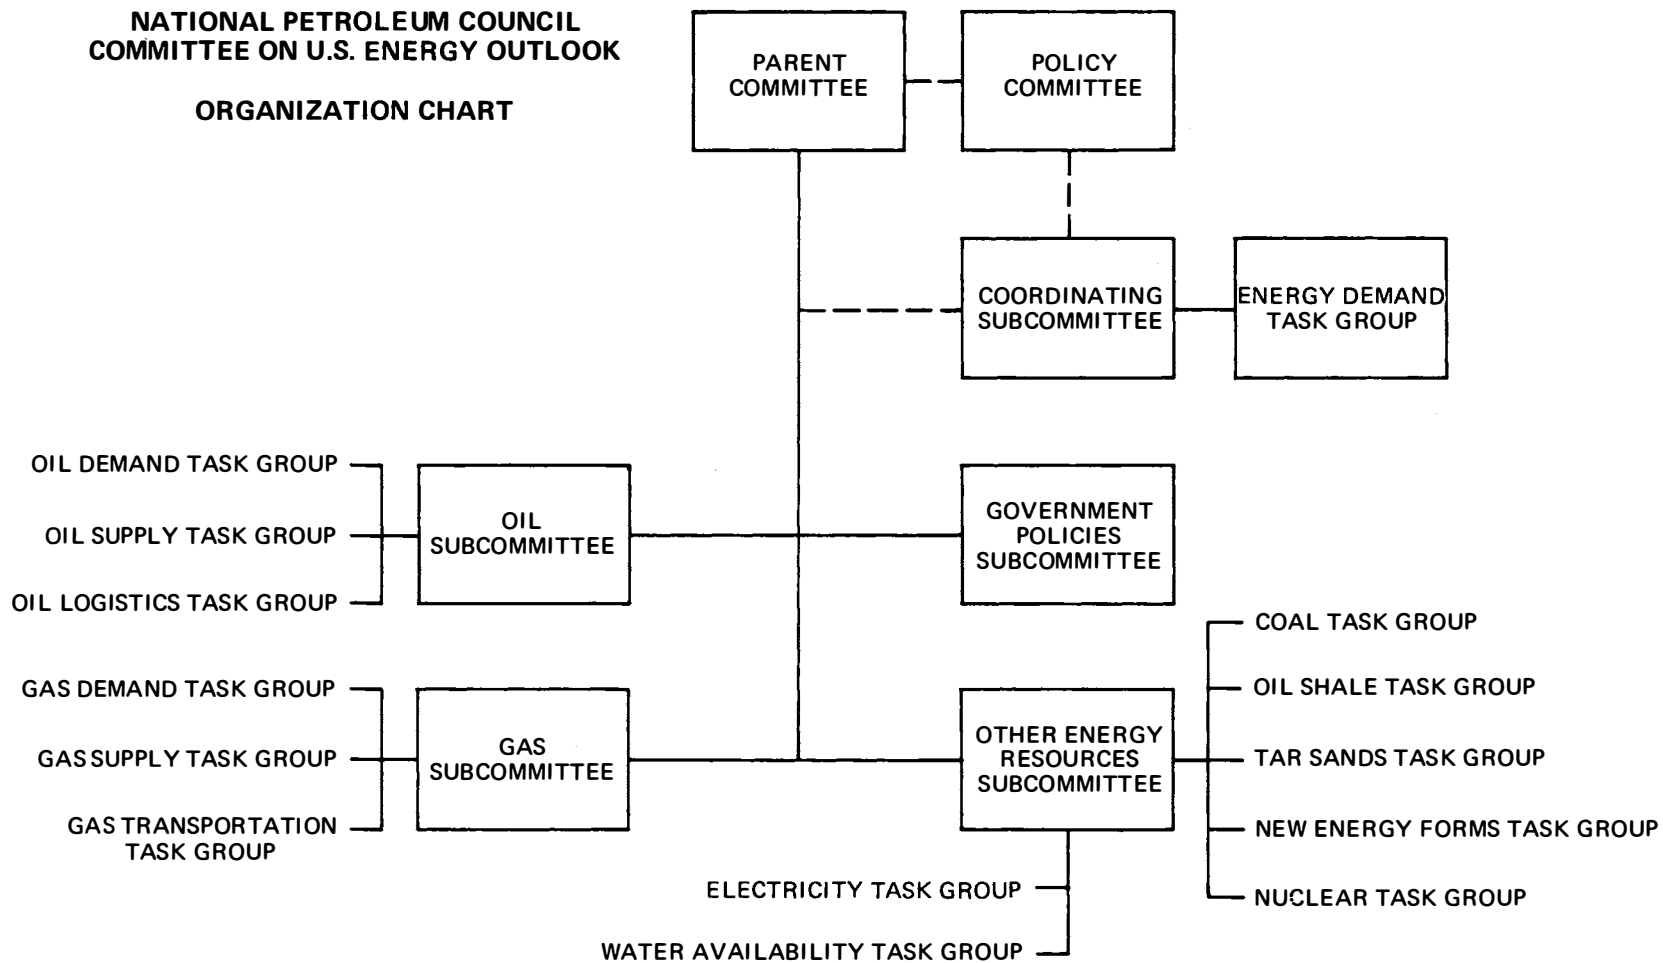 NATIONAL PETROLEUM COUNCIL
COMMITTEE ON U.S. ENERGY OUTLOOK
ORGANIZATION CHART
PARENT
COMMITTEE
POLICY
COMMITTEE
COORDINATING
SUBCOMMITTEE
ENERGY DEMAND
TASK GROUP
OIL DEMAND TASK GROUP
OIL SUPPLY TASK GROUP
OIL LOGISTICS TASK GROUP
OIL
SUBCOMMITTEE
GOVERNMENT
POLICIES
SUBCOMMITTEE
GAS DEMAND TASK GROUP
GAS SUPPLY TASK GROUP
GAS TRANSPORTATION
TASK GROUP
GAS
SUBCOMMITTEE
OTHER ENERGY
RESOURCES
SUBCOMMITTEE
COAL TASK GROUP
OIL SHALE TASK GROUP
TAR SANDS TASK GROUP
NEW ENERGY FORMS TASK GROUP
NUCLEAR TASK GROUP
ELECTRICITY TASK GROUP
WATER AVAILABILITY TASK GROUP